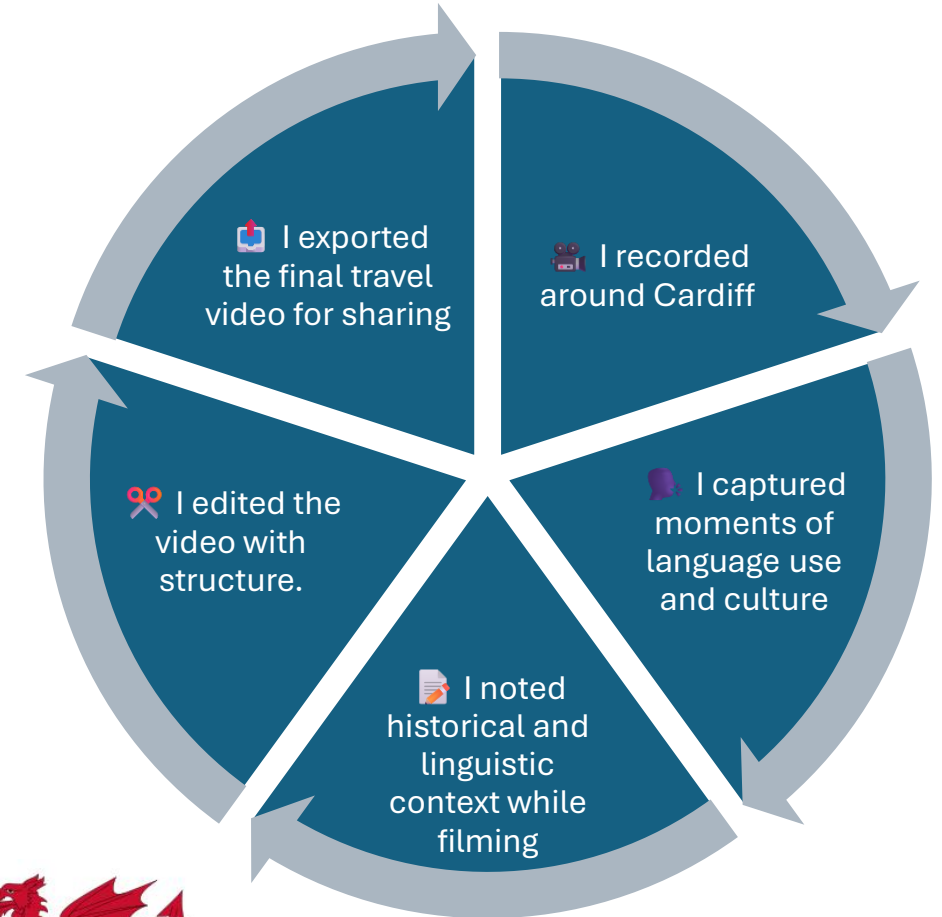 🎥 I recorded
around Cardiff
🗣️ I captured
moments of
language use
and culture
📝 I noted
historical and
linguistic
context while
filming
✂️ I edited the
video with
structure.
📤 I exported
the final travel
video for sharing